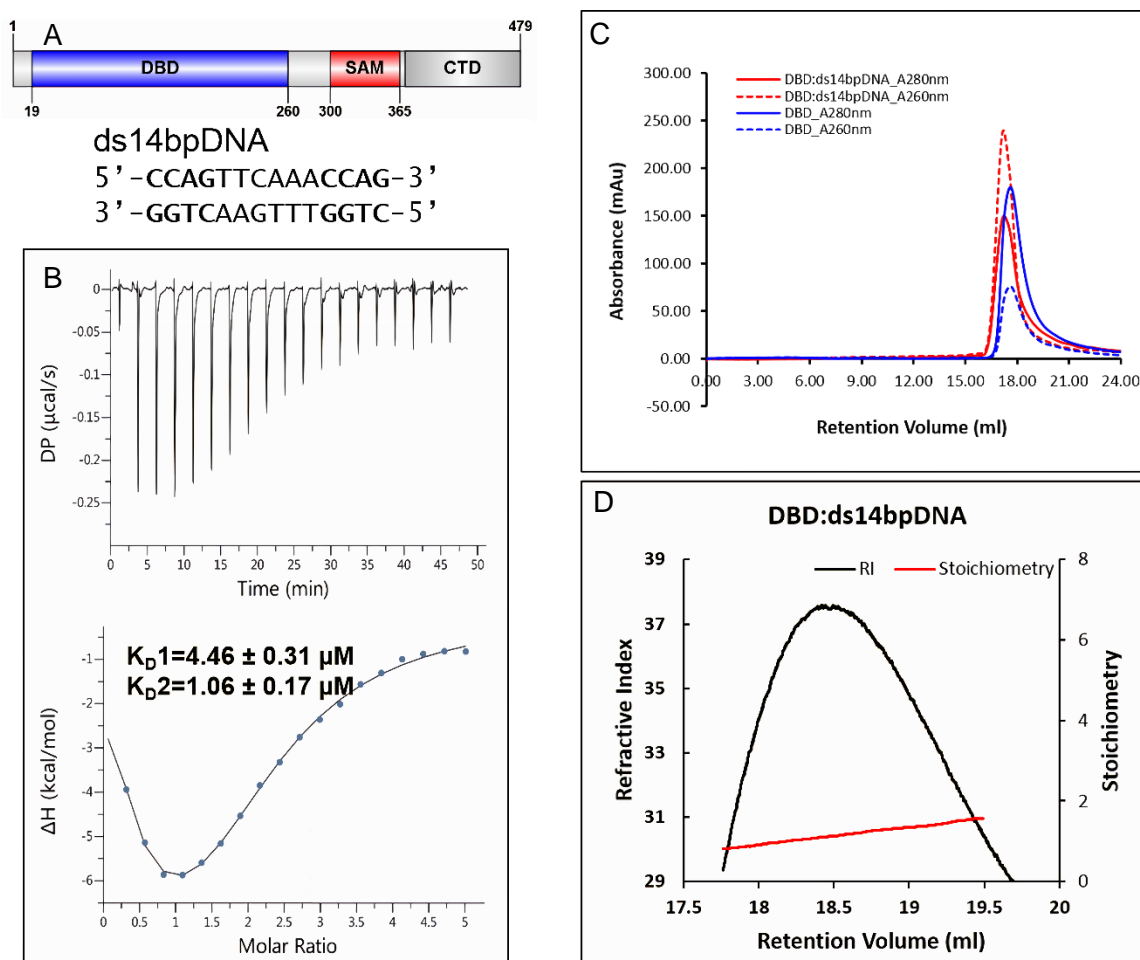 1
A
479
DBD
SAM
CTD
19
260
300
365
ds14bpDNA
5’-CCAGTTCAAACCAG-3’
3’-GGTCAAGTTTGGTC-5’
B
0
-0.05
-0.1
-0.15
-0.2
-0.25
DP (µcal/s)
0 5 10 15 20 25 30 35 40 45 50
Time (min)
KD1=4.46 ± 0.31 µM
KD2=1.06 ± 0.17 µM
-1
-2
-3
-4
-5
-6
ΔH (kcal/mol)
0 0.5 1 1.5 2 2.5 3 3.5 4 4.5 5
Molar Ratio
C
300.00
250.00
200.00
150.00
100.00
50.00
0.00
-50.00
Absorbance (mAu)
DBD:ds14bpDNA_A280nm
DBD:ds14bpDNA_A260nm
DBD_A280nm
DBD_A260nm
0.00 3.00 6.00 9.00 12.00 15.00 18.00 21.00 24.00
Retention Volume (ml)
D
DBD:ds14bpDNA
RI
Stoichiometry
39
37
35
33
31
29
Refractive Index
8
6
4
2
0
Stoichiometry
17.5 18 18.5 19 19.5 20
Retention Volume (ml)